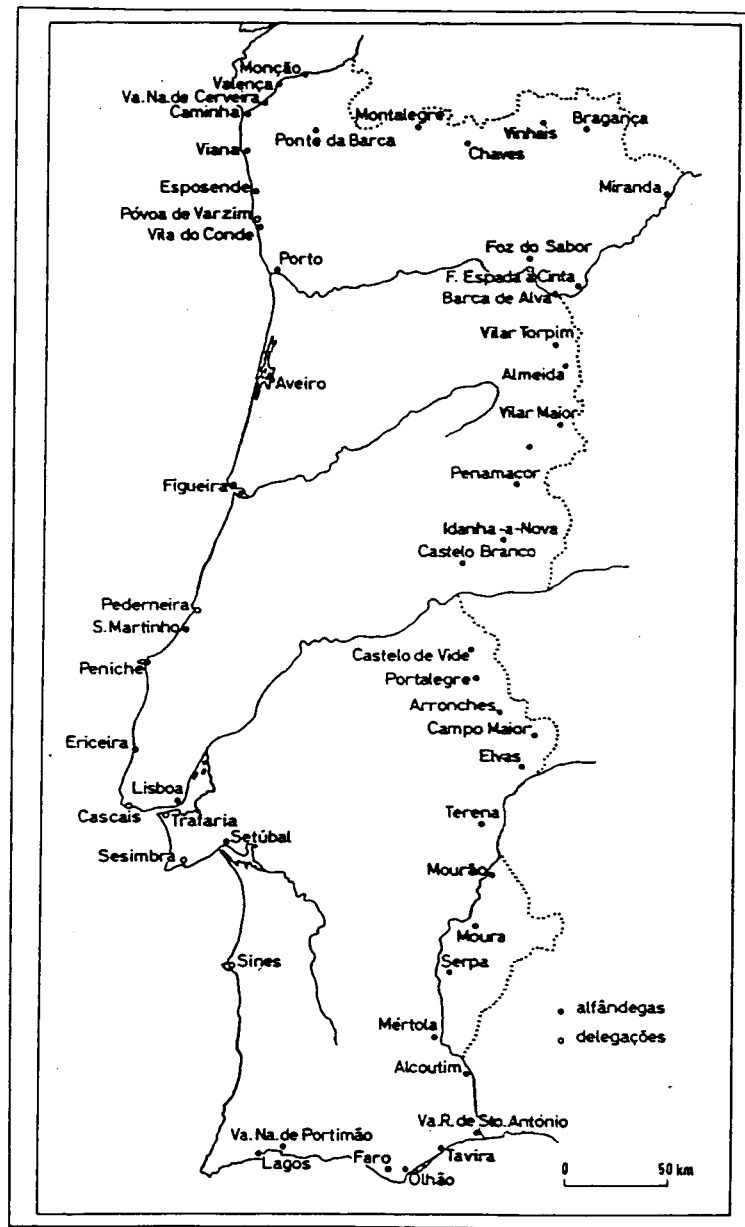 Monção
Valença
Va. Na. de Cerveira
Caminha
Montalegre
Vinhais
Bragança
Ponte da Barca
Chaves
Viana
Esposende
Miranda
Póvoa de Varzim
Vila do Conde
Porto
Foz do Sabor
F. Espada à Cinta
Barca de Alva
Vilar Torpim
Almeida
Aveiro
Vilar Maior
Penamacor
Figueira
Idanha-a-Nova
Castelo Branco
Pederneira
S. Martinho
Peniche
Castelo de Vide
Portalegre
Arronches
Campo Maior
Ericeira
Elvas
Lisboa
Cascais
Trafaria
Terena
Setúbal
Sesimbra
Mourão
Moura
Serpa
Sines
alfândegas
delegações
Mértola
Alcoutim
Va. R. de Sto. António
Va. Na. de Portimão
Lagos
Faro
Tavira
Olhão
0 50 km